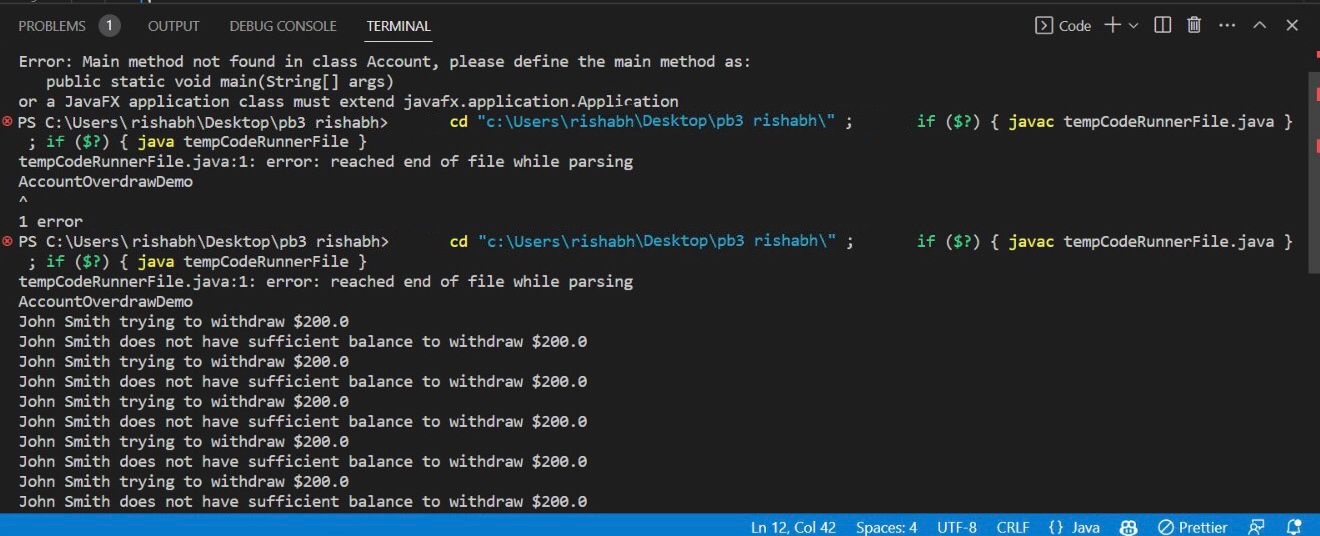 PROBLEMS 1 OUTPUT DEBUG CONSOLE TERMINAL Code
Error: Main method not found in class Account, please define the main method as:
public static void main(String[] args)
or a JavaFX application class must extend javafx.application.Application
PS C:\Users\rishabh\Desktop\pb3 rishabh> cd "c:\Users\rishabh\Desktop\pb3 rishabh\" ; if ($?) { javac tempCodeRunnerFile.java }
; if ($?) { java tempCodeRunnerFile }
tempCodeRunnerFile.java:1: error: reached end of file while parsing
AccountOverdrawDemo
^
1 error
PS C:\Users\rishabh\Desktop\pb3 rishabh> cd "c:\Users\rishabh\Desktop\pb3 rishabh\" ; if ($?) { javac tempCodeRunnerFile.java }
; if ($?) { java tempCodeRunnerFile }
tempCodeRunnerFile.java:1: error: reached end of file while parsing
AccountOverdrawDemo
John Smith trying to withdraw $200.0
John Smith does not have sufficient balance to withdraw $200.0
John Smith trying to withdraw $200.0
John Smith does not have sufficient balance to withdraw $200.0
John Smith trying to withdraw $200.0
John Smith does not have sufficient balance to withdraw $200.0
John Smith trying to withdraw $200.0
John Smith does not have sufficient balance to withdraw $200.0
John Smith trying to withdraw $200.0
John Smith does not have sufficient balance to withdraw $200.0
Ln 12, Col 42 Spaces: 4 UTF-8 CRLF {} Java Prettier